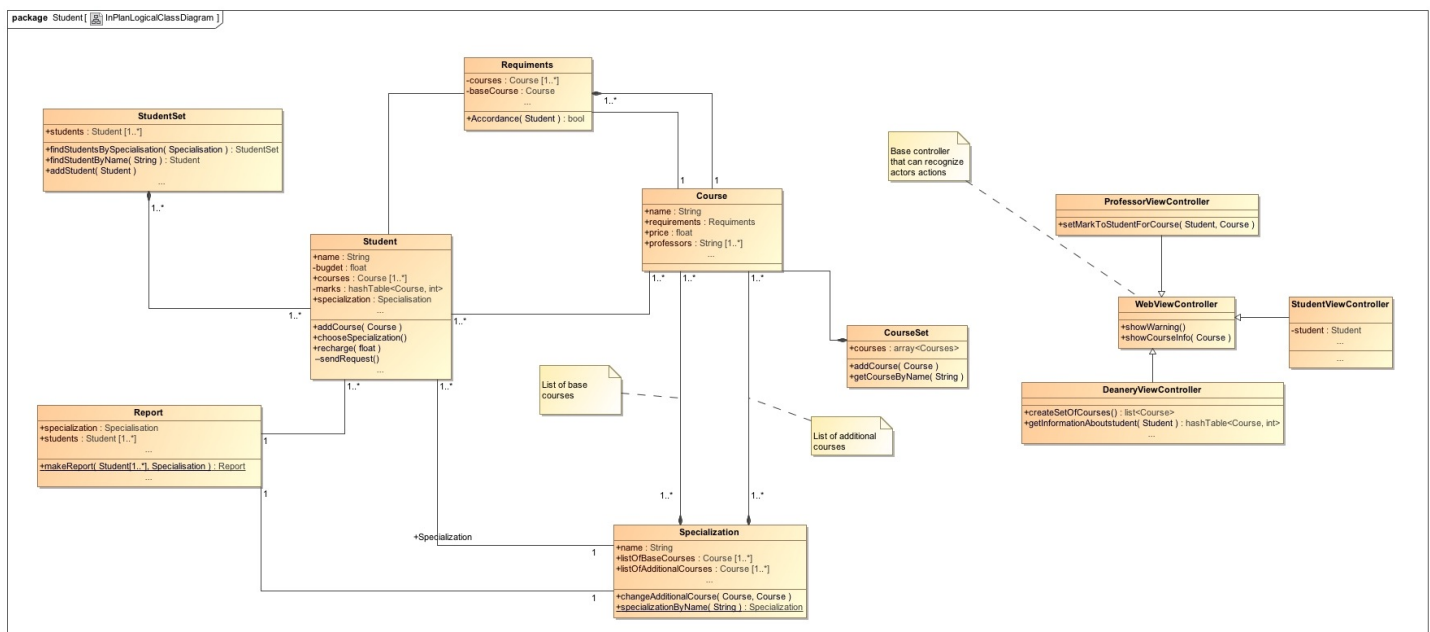 package Student [ InPlanLogicalClassDiagram ]
Requiments
-courses : Course [1..*]
-baseCourse : Course
...
+Accordance( Student ) : bool
1..*
1
1
StudentSet
+students : Student [1..*]
+findStudentsBySpecialisation( Specialisation ) : StudentSet
+findStudentByName( String ) : Student
+addStudent( Student )
...
1..*
1..*
Student
+name : String
-bugdet : float
+courses : Course [1..*]
-marks : hashTable<Course, int>
+specialization : Specialisation
...
+addCourse( Course )
+chooseSpecialization()
+recharge( float )
--sendRequest()
...
1..*
1..*
1..*
Course
+name : String
+requirements : Requiments
+price : float
+professors : String [1..*]
...
1..*
1..*
1..*
Base controller
that can recognize
actors actions
ProfessorViewController
+setMarkToStudentForCourse( Student, Course )
WebViewController
+showWarning()
+showCourseInfo( Course )
StudentViewController
-student : Student
...
...
DeaneryViewController
+createSetOfCourses() : list<Course>
+getInformationAboutstudent( Student ) : hashTable<Course, int>
...
CourseSet
+courses : array<Courses>
+addCourse( Course )
+getCourseByName( String )
List of base
courses
List of additional
courses
Report
+specialization : Specialisation
+students : Student [1..*]
...
+makeReport( Student[1..*], Specialisation ) : Report
...
1
1
+Specialization
1
1
1..*
1..*
Specialization
+name : String
+listOfBaseCourses : Course [1..*]
+listOfAdditionalCourses : Course [1..*]
...
+changeAdditionalCourse( Course, Course )
+specializationByName( String ) : Specialization